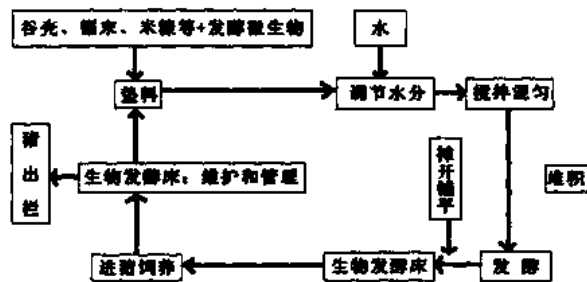 谷壳、锯末、米糠等+发酵微生物
水
垫料
调节水分
搅拌混匀
猪出栏
生物发酵床：维护和管理
摊开铺平
堆积
进猪饲养
生物发酵床
发酵